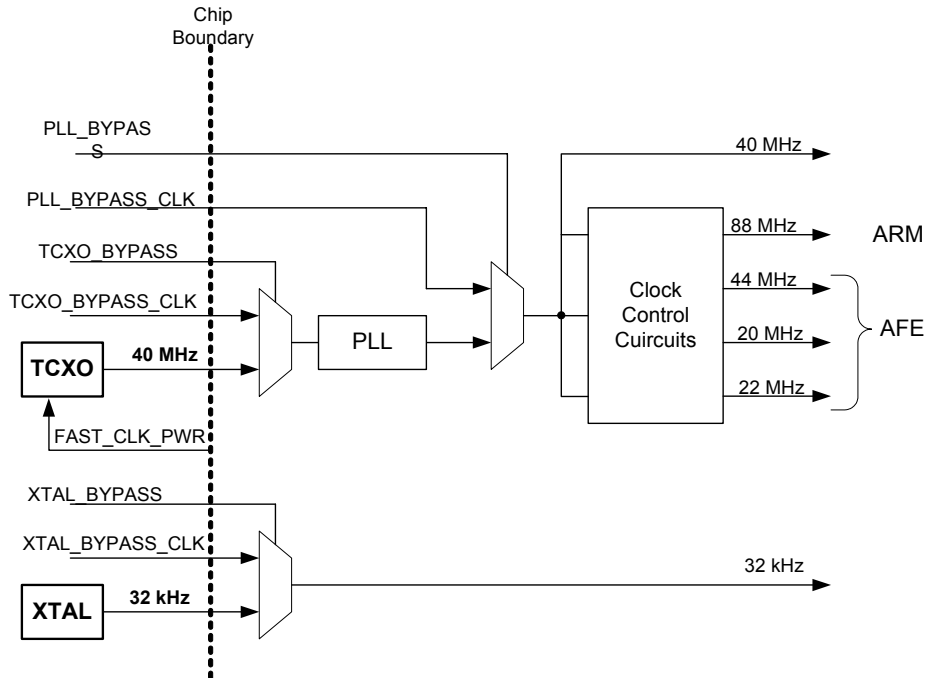 Chip
Boundary
PLL_BYPAS
S
40 MHz
PLL_BYPASS_CLK
88 MHz
ARM
TCXO_BYPASS
44 MHz
TCXO_BYPASS_CLK
Clock
Control
Cuircuits
AFE
PLL
20 MHz
TCXO
40 MHz
22 MHz
FAST_CLK_PWR
XTAL_BYPASS
XTAL_BYPASS_CLK
32 kHz
XTAL
32 kHz